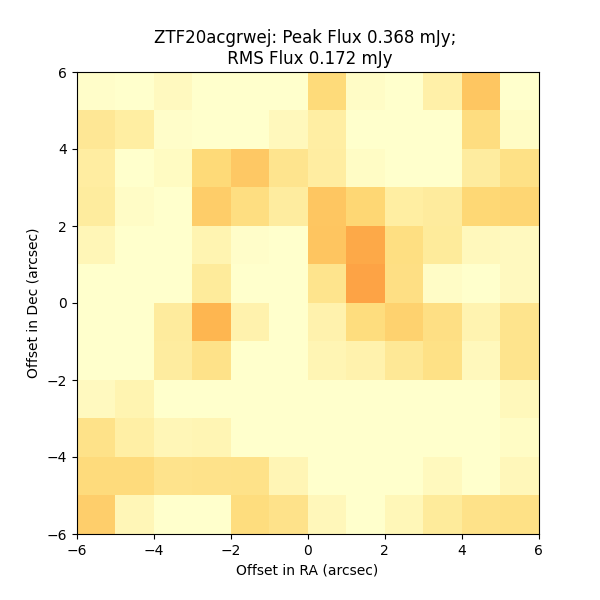 ZTF20acgrwej: Peak Flux 0.368 mJy;
RMS Flux 0.172 mJy
6
4
2
0
−2
−4
−6
Offset in Dec (arcsec)
−6 −4 −2 0 2 4 6
Offset in RA (arcsec)